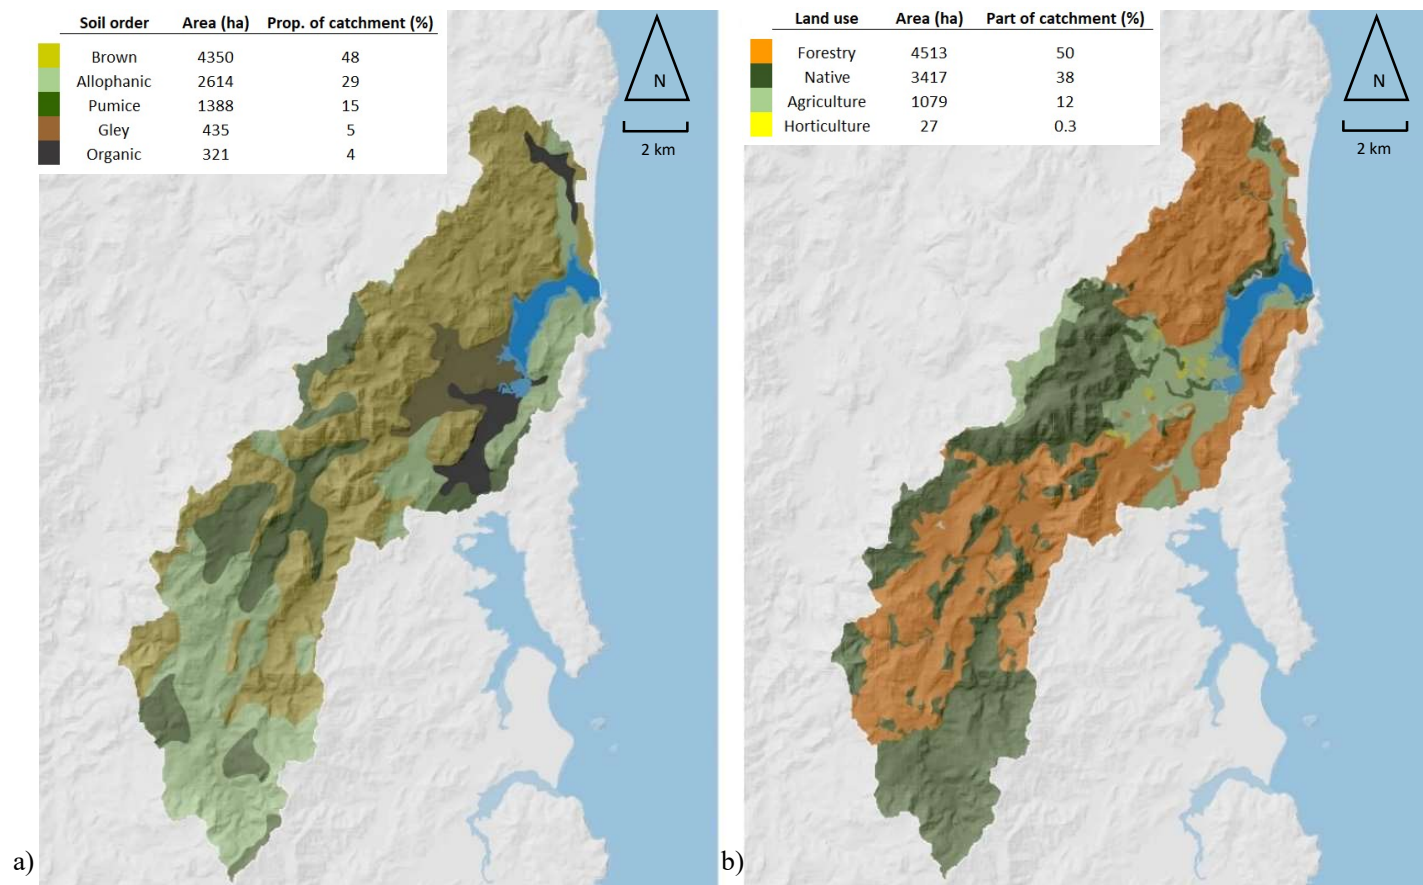 Soil order Area (ha) Prop. of catchment (%)
Brown 4350 48
Allophanic 2614 29
Pumice 1388 15
Gley 435 5
Organic 321 4
N
2 km
a)
Land use Area (ha) Part of catchment (%)
Forestry 4513 50
Native 3417 38
Agriculture 1079 12
Horticulture 27 0.3
N
2 km
b)